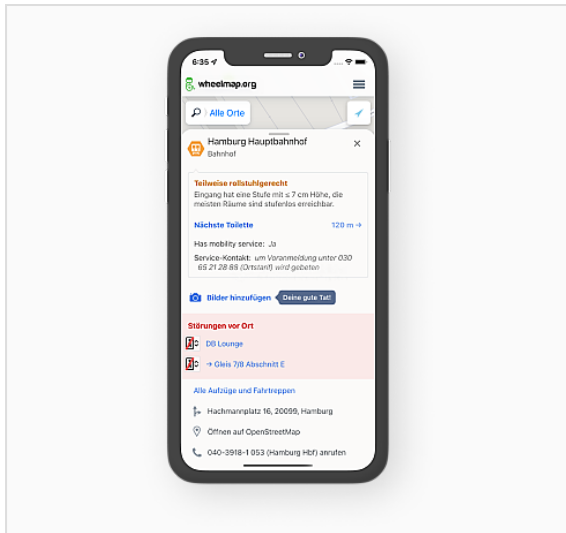 6:35
wheelmap.org
Alle Orte
Hamburg Hauptbahnhof
Bahnhof
Teilweise rollstuhlgerecht
Eingang hat eine Stufe mit ≤ 7 cm Höhe, die
meisten Räume sind stufenlos erreichbar.
Nächste Toilette 120 m →
Has mobility service: Ja
Service-Kontakt: um Voranmeldung unter 030
65 21 28 88 (Ortstarif) wird gebeten
Bilder hinzufügen Deine gute Tat!
Störungen vor Ort
DB Lounge
→ Gleis 7/8 Abschnitt E
Alle Aufzüge und Fahrtreppen
Hachmannplatz 16, 20099, Hamburg
Öffnen auf OpenStreetMap
040-3918-1 053 (Hamburg Hbf) anrufen